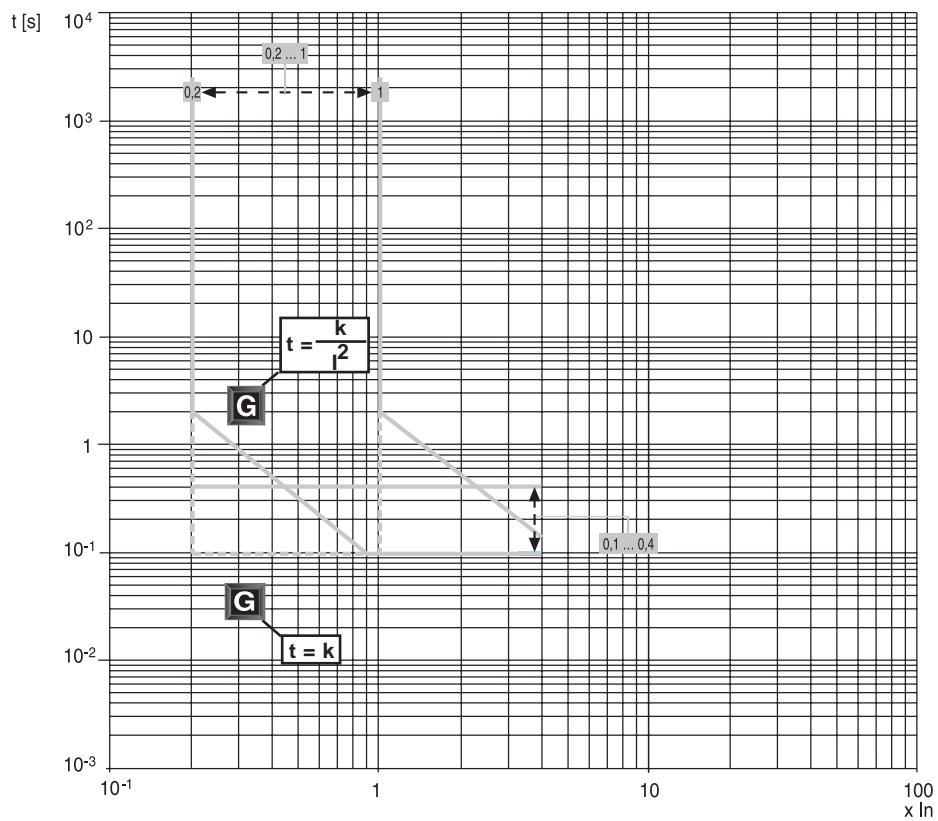 t [s]
10⁴
0,2 ... 1
0,2
1
10³
10²
t = k / I²
10
G
1
0,1 ... 0,4
10⁻¹
G
t = k
10⁻²
10⁻³
10⁻¹
1
10
100
x In